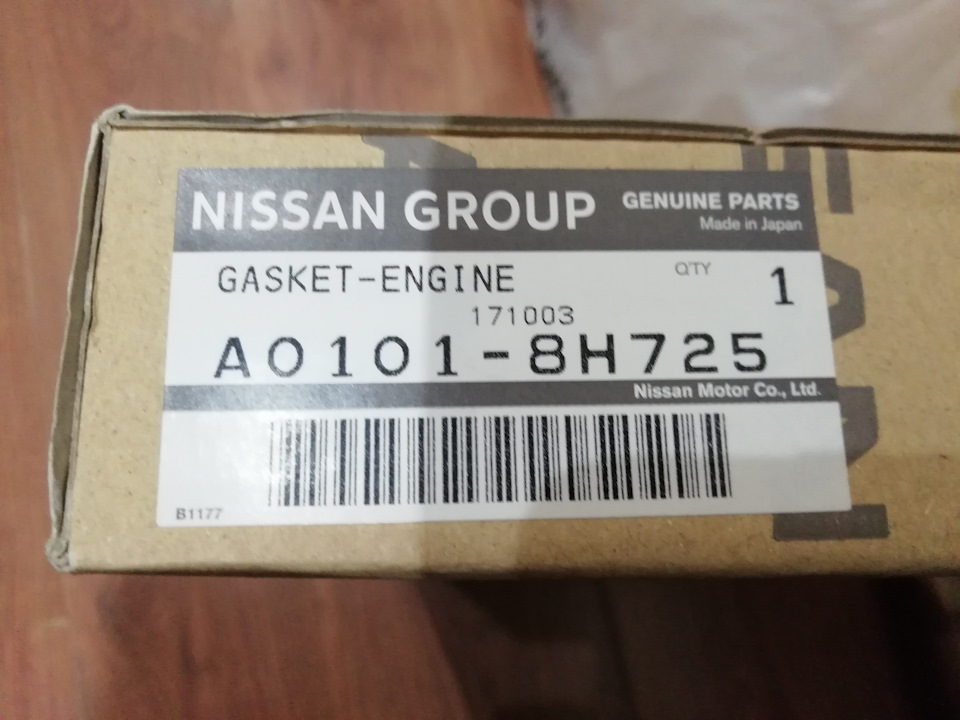 NISSAN GROUP
GENUINE PARTS
Made in Japan
GASKET-ENGINE
Q'TY
1
171003
A0101-8H725
Nissan Motor Co., Ltd.
B1177